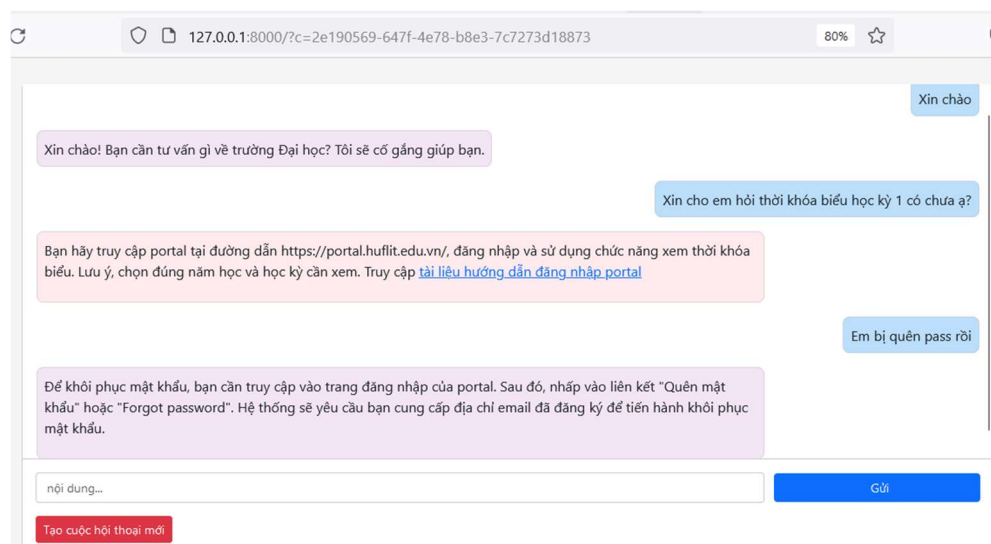 127.0.0.1:8000/?c=2e190569-647f-4e78-b8e3-7c7273d18873
80%
Xin chào
Xin chào! Bạn cần tư vấn gì về trường Đại học? Tôi sẽ cố gắng giúp bạn.
Xin cho em hỏi thời khóa biểu học kỳ 1 có chưa ạ?
Bạn hãy truy cập portal tại đường dẫn https://portal.huflit.edu.vn/, đăng nhập và sử dụng chức năng xem thời khóa
biểu. Lưu ý, chọn đúng năm học và học kỳ cần xem. Truy cập tài liệu hướng dẫn đăng nhập portal
Em bị quên pass rồi
Để khôi phục mật khẩu, bạn cần truy cập vào trang đăng nhập của portal. Sau đó, nhấp vào liên kết "Quên mật
khẩu" hoặc "Forgot password". Hệ thống sẽ yêu cầu bạn cung cấp địa chỉ email đã đăng ký để tiến hành khôi phục
mật khẩu.
nội dung...
Gửi
Tạo cuộc hội thoại mới